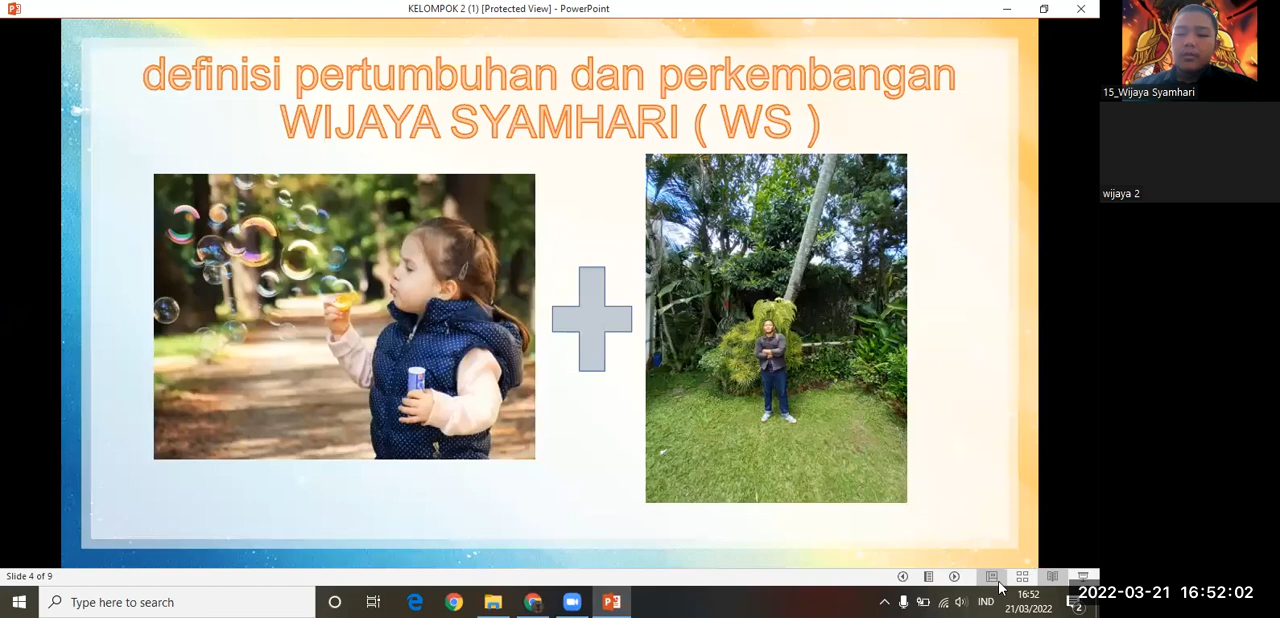 KELOMPOK 2 (1) [Protected View] - PowerPoint
definisi pertumbuhan dan perkembangan
WIJAYA SYAMHARI ( WS )
15_Wijaya Syamhari
wijaya 2
Slide 4 of 9
Type here to search
IND
16:52
21/03/2022
2
2022-03-21 16:52:02